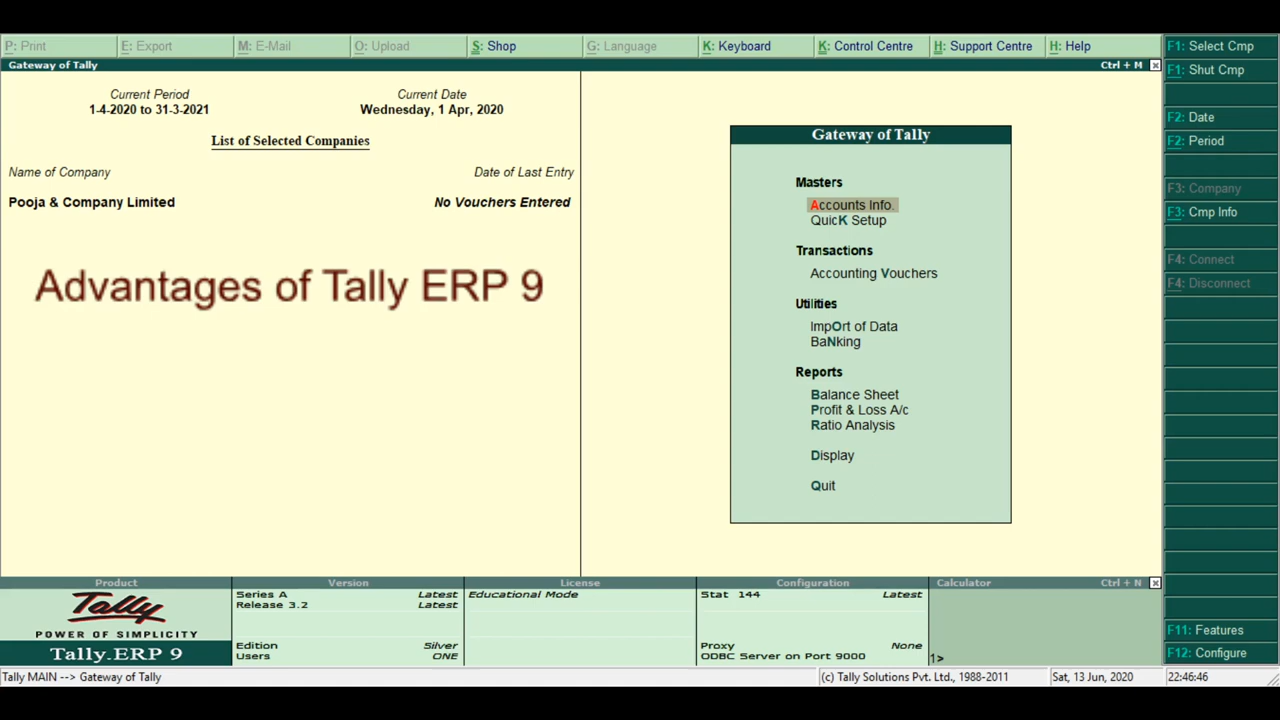 P: Print E: Export M: E-Mail O: Upload S: Shop G: Language K: Keyboard K: Control Centre H: Support Centre H: Help
Gateway of Tally Ctrl + M
Current Period Current Date
1-4-2020 to 31-3-2021 Wednesday, 1 Apr, 2020
List of Selected Companies
Name of Company Date of Last Entry
Pooja & Company Limited No Vouchers Entered
Advantages of Tally ERP 9
Gateway of Tally
Masters
Accounts Info.
QuicK Setup
Transactions
Accounting Vouchers
Utilities
ImpOrt of Data
BaNking
Reports
Balance Sheet
Profit & Loss A/c
Ratio Analysis
Display
Quit
F1: Select Cmp
F1: Shut Cmp
F2: Date
F2: Period
F3: Company
F3: Cmp Info
F4: Connect
F4: Disconnect
F11: Features
F12: Configure
Product Version License Configuration Calculator Ctrl + N
Tally
POWER OF SIMPLICITY
Tally.ERP 9
Series A Latest
Release 3.2 Latest
Edition Silver
Users ONE
Educational Mode
Stat 144 Latest
Proxy None
ODBC Server on Port 9000
1>
Tally MAIN --> Gateway of Tally (c) Tally Solutions Pvt. Ltd., 1988-2011 Sat, 13 Jun, 2020 22:46:46